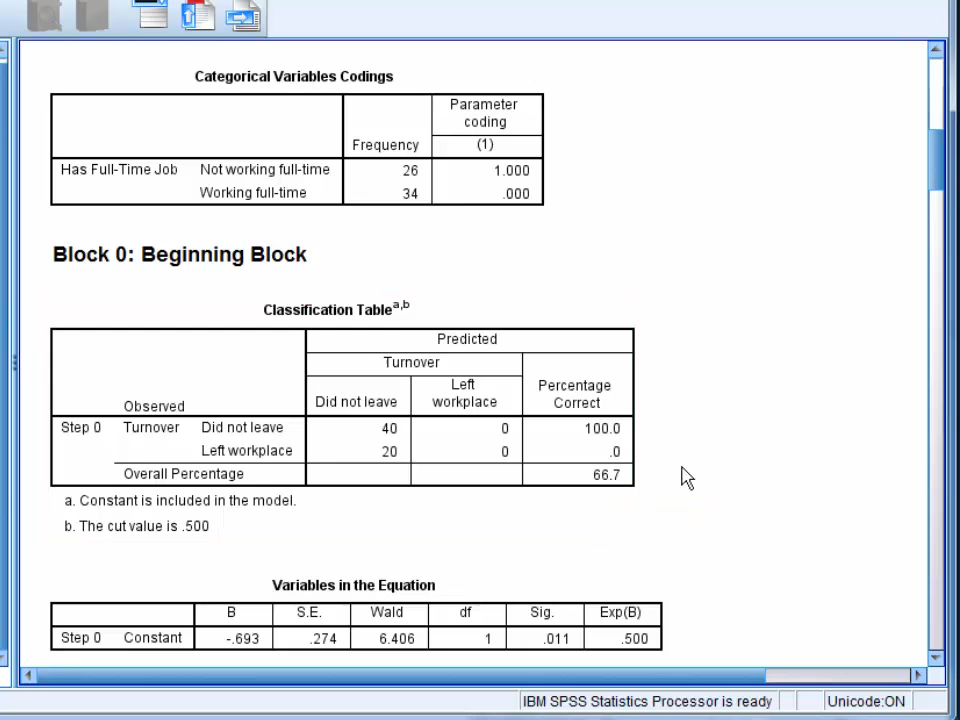 Categorical Variables Codings
Parameter
coding
Frequency (1)
Has Full-Time Job Not working full-time 26 1.000
Working full-time 34 .000
Block 0: Beginning Block
Classification Tablea,b
Predicted
Turnover
Observed Did not leave Left workplace Percentage Correct
Step 0 Turnover Did not leave 40 0 100.0
Left workplace 20 0 .0
Overall Percentage 66.7
a. Constant is included in the model.
b. The cut value is .500
Variables in the Equation
B S.E. Wald df Sig. Exp(B)
Step 0 Constant -.693 .274 6.406 1 .011 .500
IBM SPSS Statistics Processor is ready Unicode:ON